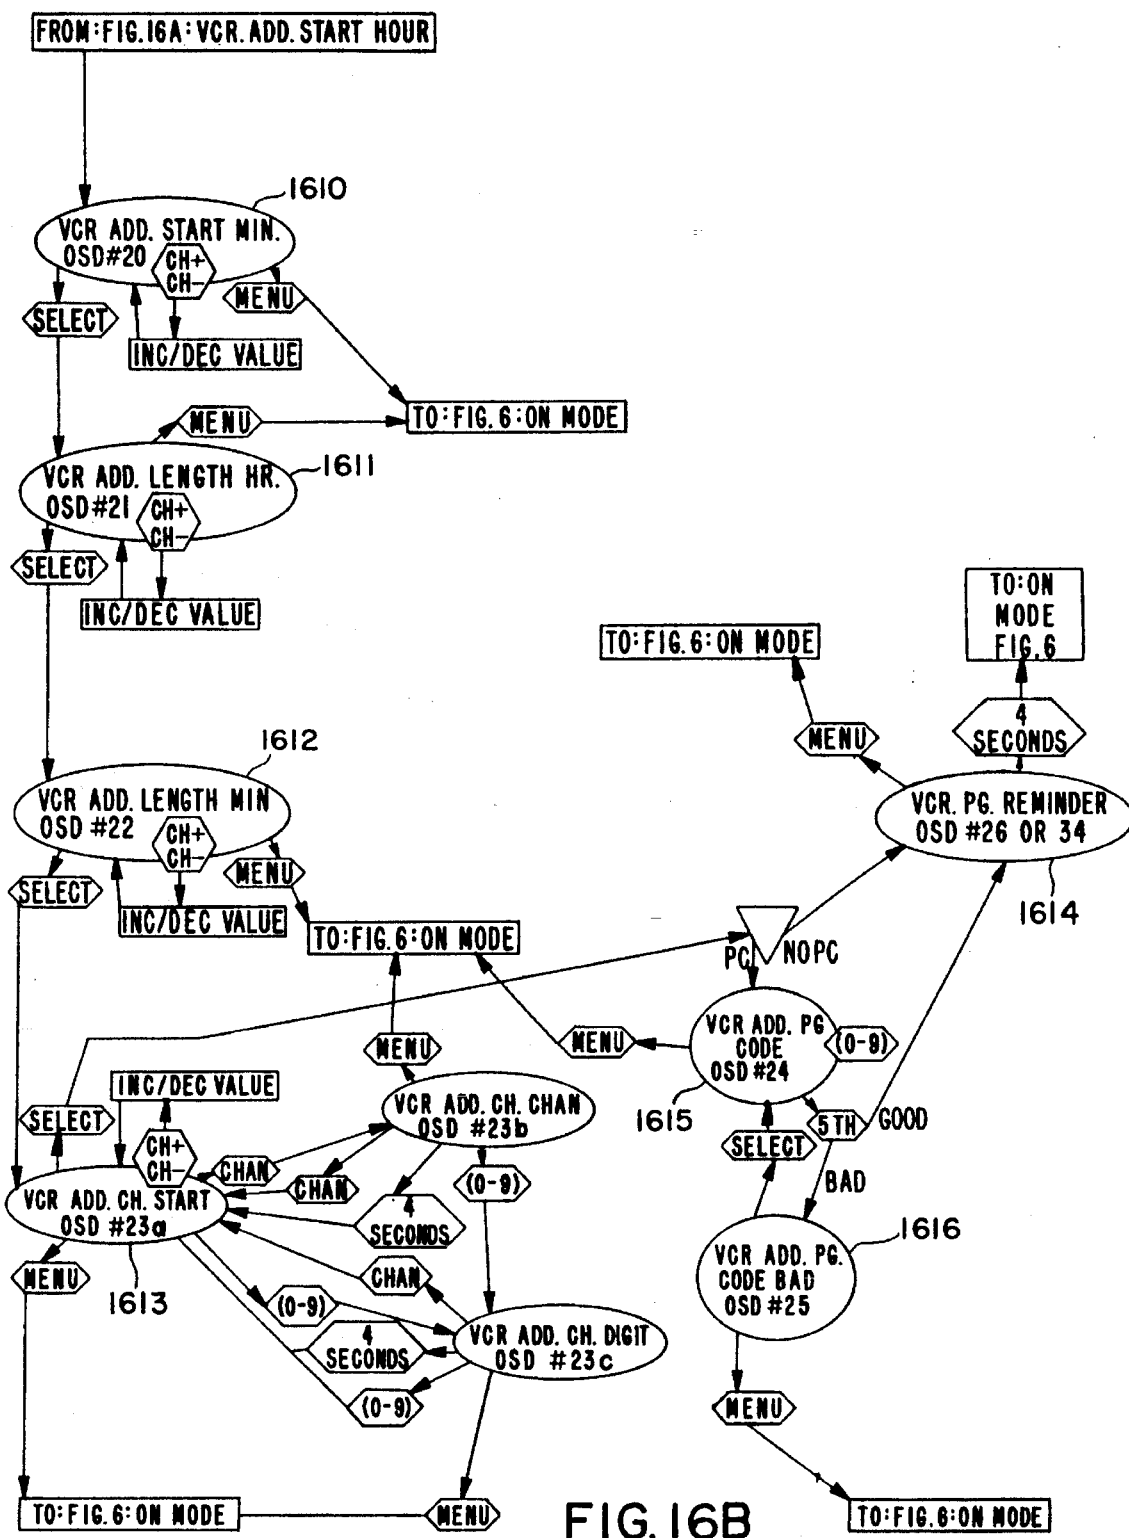 FROM:FIG.16A:VCR.ADD.START HOUR
1610
VCR ADD. START MIN.
OSD#20
CH+
CH-
SELECT
MENU
INC/DEC VALUE
MENU
TO:FIG.6:ON MODE
1611
VCR ADD. LENGTH HR.
OSD#21
CH+
CH-
SELECT
INC/DEC VALUE
TO:ON
MODE
FIG.6
TO:FIG.6:ON MODE
4
SECONDS
MENU
1612
VCR ADD. LENGTH MIN
OSD #22
CH+
CH-
VCR. PG. REMINDER
OSD #26 OR 34
1614
SELECT
MENU
INC/DEC VALUE
TO:FIG.6:ON MODE
PC
NOPC
VCR ADD. PG
CODE
OSD#24
(0-9)
MENU
MENU
1615
INC/DEC VALUE
SELECT
CH+
CH-
VCR ADD. CH. CHAN
OSD #23b
5TH
GOOD
SELECT
BAD
CHAN
CHAN
(0-9)
VCR ADD. CH. START
OSD #23a
4
SECONDS
1616
VCR ADD. PG.
CODE BAD
OSD#25
MENU
1613
CHAN
(0-9)
4
SECONDS
VCR ADD. CH. DIGIT
OSD #23c
(0-9)
MENU
TO:FIG.6:ON MODE
MENU
FIG.16B
TO:FIG.6:ON MODE